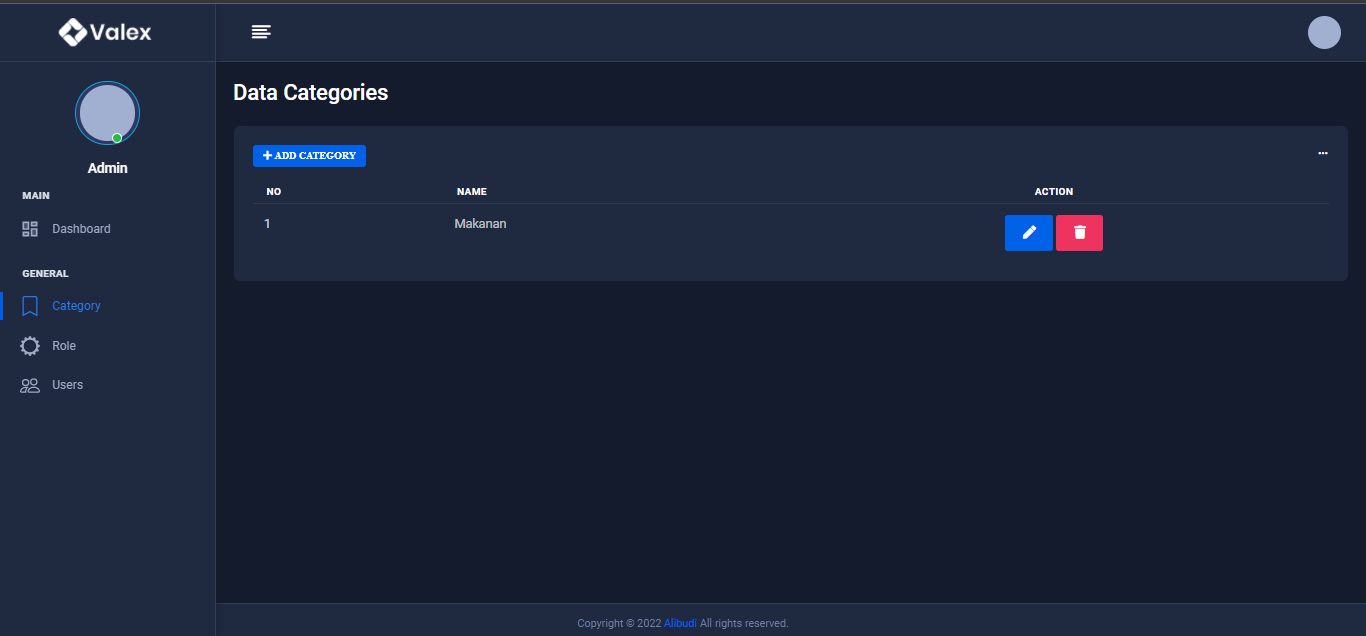 Valex
Admin
MAIN
Dashboard
GENERAL
Category
Role
Users
Data Categories
ADD CATEGORY
NO NAME ACTION
1 Makanan
Copyright © 2022 Alibudi All rights reserved.